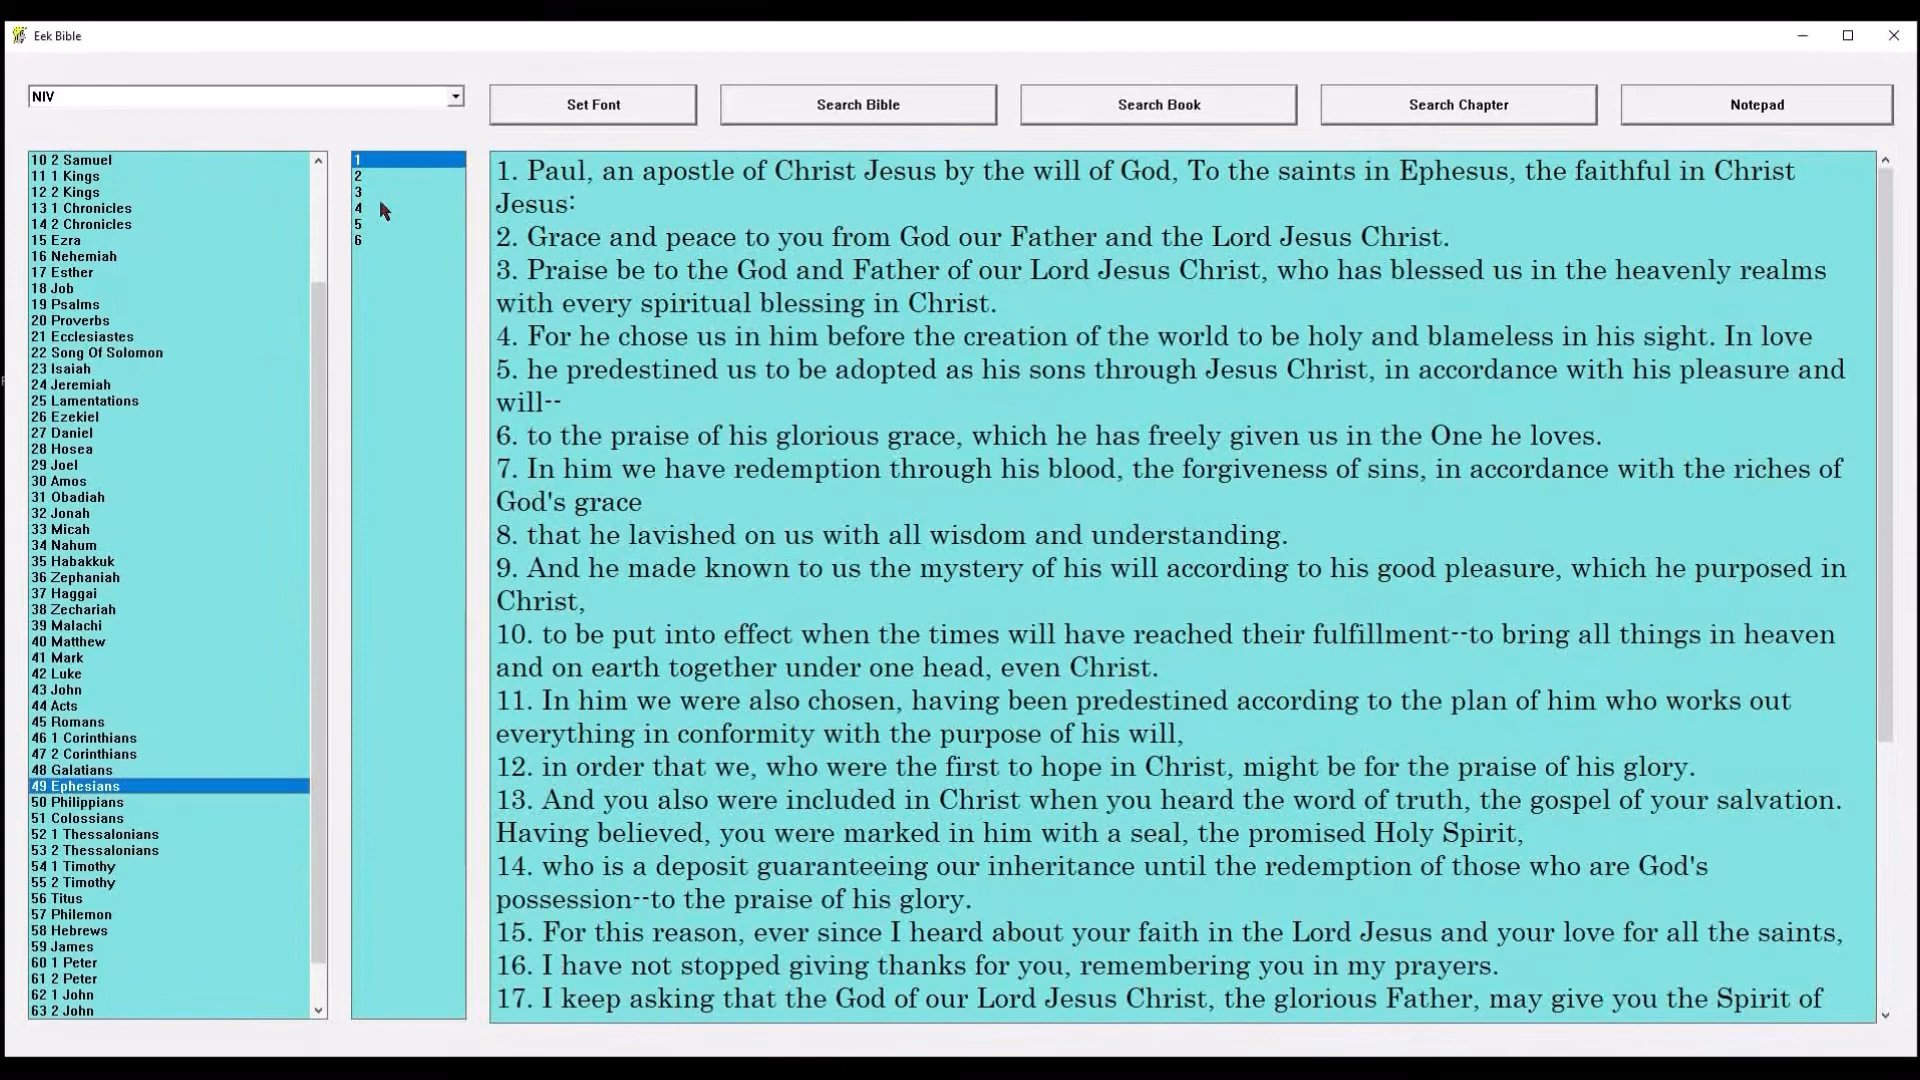 Eek Bible
NIV
Set Font
Search Bible
Search Book
Search Chapter
Notepad
10 2 Samuel
11 1 Kings
12 2 Kings
13 1 Chronicles
14 2 Chronicles
15 Ezra
16 Nehemiah
17 Esther
18 Job
19 Psalms
20 Proverbs
21 Ecclesiastes
22 Song Of Solomon
23 Isaiah
24 Jeremiah
25 Lamentations
26 Ezekiel
27 Daniel
28 Hosea
29 Joel
30 Amos
31 Obadiah
32 Jonah
33 Micah
34 Nahum
35 Habakkuk
36 Zephaniah
37 Haggai
38 Zechariah
39 Malachi
40 Matthew
41 Mark
42 Luke
43 John
44 Acts
45 Romans
46 1 Corinthians
47 2 Corinthians
48 Galatians
49 Ephesians
50 Philippians
51 Colossians
52 1 Thessalonians
53 2 Thessalonians
54 1 Timothy
55 2 Timothy
56 Titus
57 Philemon
58 Hebrews
59 James
60 1 Peter
61 2 Peter
62 1 John
63 2 John
1
2
3
4
5
6
1. Paul, an apostle of Christ Jesus by the will of God, To the saints in Ephesus, the faithful in Christ
Jesus:
2. Grace and peace to you from God our Father and the Lord Jesus Christ.
3. Praise be to the God and Father of our Lord Jesus Christ, who has blessed us in the heavenly realms
with every spiritual blessing in Christ.
4. For he chose us in him before the creation of the world to be holy and blameless in his sight. In love
5. he predestined us to be adopted as his sons through Jesus Christ, in accordance with his pleasure and
will--
6. to the praise of his glorious grace, which he has freely given us in the One he loves.
7. In him we have redemption through his blood, the forgiveness of sins, in accordance with the riches of
God's grace
8. that he lavished on us with all wisdom and understanding.
9. And he made known to us the mystery of his will according to his good pleasure, which he purposed in
Christ,
10. to be put into effect when the times will have reached their fulfillment--to bring all things in heaven
and on earth together under one head, even Christ.
11. In him we were also chosen, having been predestined according to the plan of him who works out
everything in conformity with the purpose of his will,
12. in order that we, who were the first to hope in Christ, might be for the praise of his glory.
13. And you also were included in Christ when you heard the word of truth, the gospel of your salvation.
Having believed, you were marked in him with a seal, the promised Holy Spirit,
14. who is a deposit guaranteeing our inheritance until the redemption of those who are God's
possession--to the praise of his glory.
15. For this reason, ever since I heard about your faith in the Lord Jesus and your love for all the saints,
16. I have not stopped giving thanks for you, remembering you in my prayers.
17. I keep asking that the God of our Lord Jesus Christ, the glorious Father, may give you the Spirit of